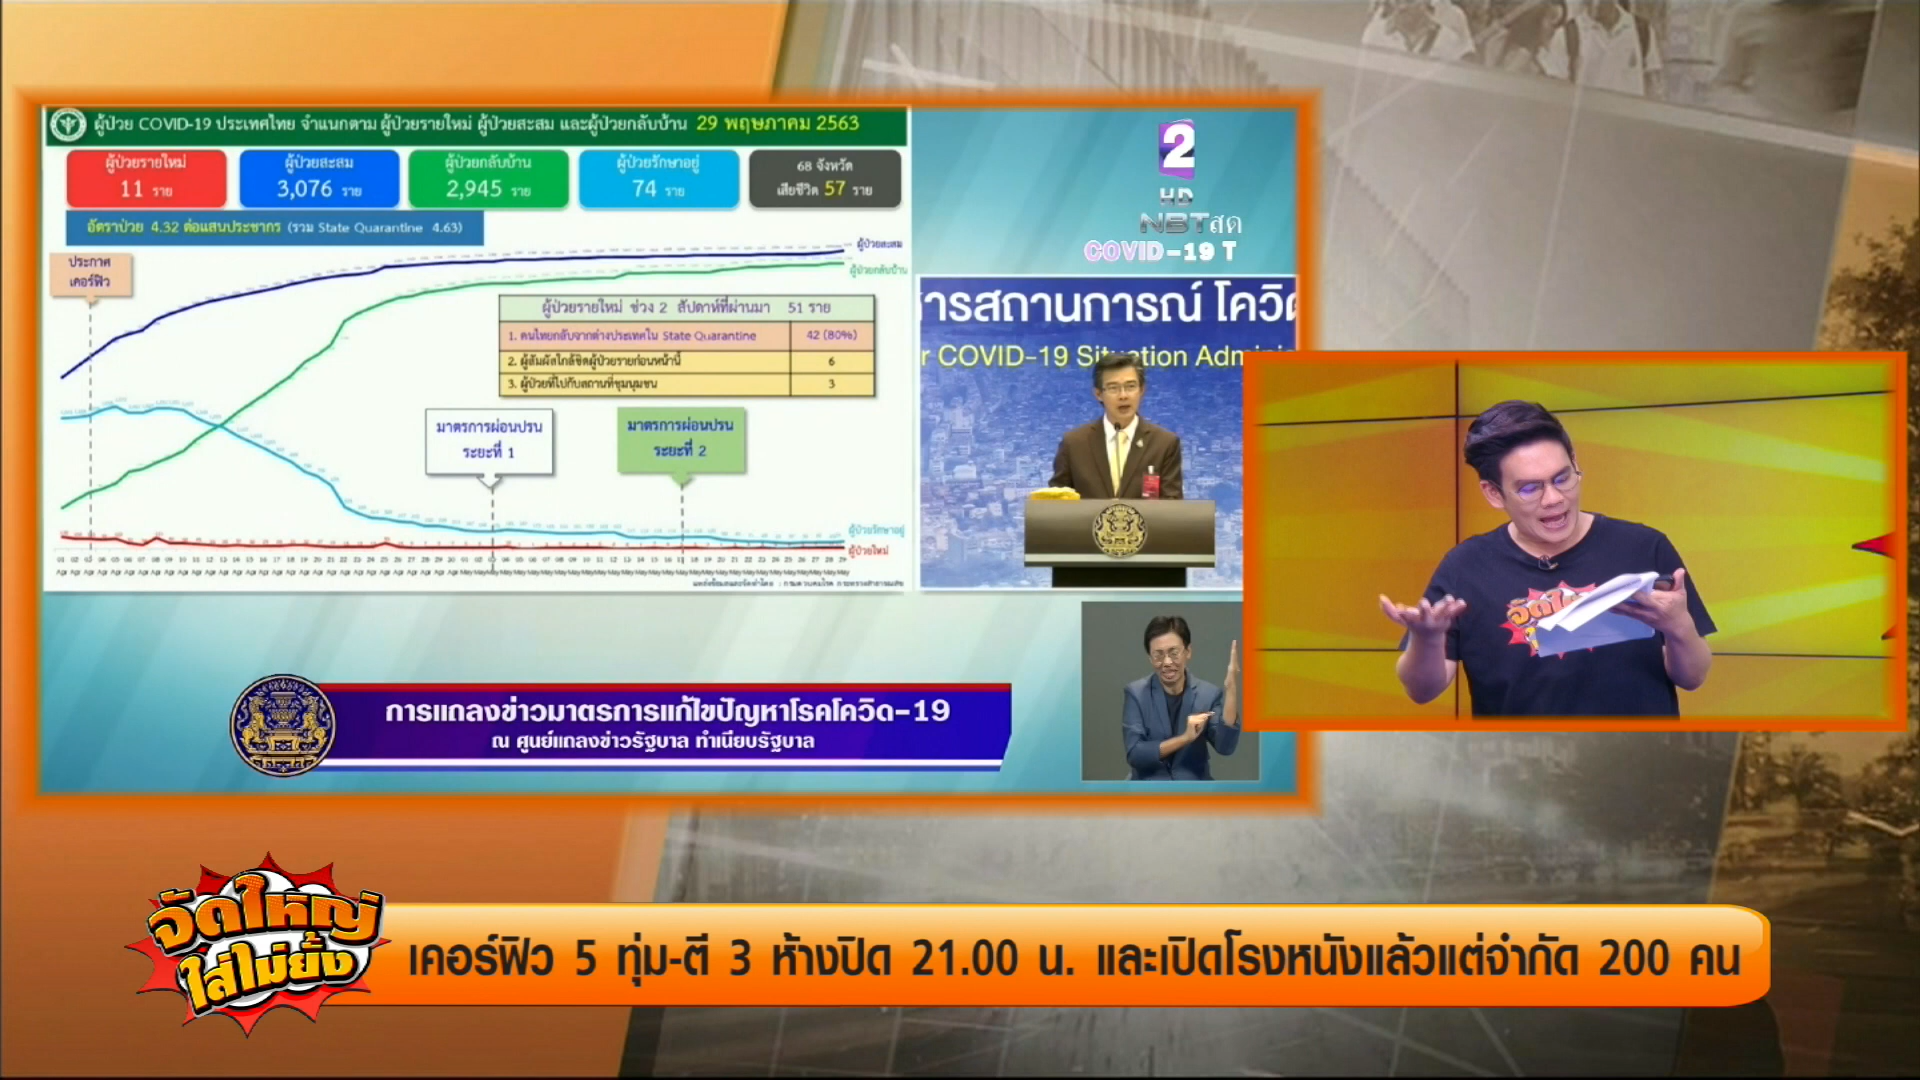 ผู้ป่วย COVID-19 ประเทศไทย จำแนกตาม ผู้ป่วยรายใหม่ ผู้ป่วยสะสม และผู้ป่วยกลับบ้าน 29 พฤษภาคม 2563
ผู้ป่วยรายใหม่
11 ราย
ผู้ป่วยสะสม
3,076 ราย
ผู้ป่วยกลับบ้าน
2,945 ราย
ผู้ป่วยรักษาอยู่
74 ราย
68 จังหวัด
เสียชีวิต 57 ราย
อัตราป่วย 4.32 ต่อแสนประชากร (รวม State Quarantine 4.63)
ประกาศ
เคอร์ฟิว
ผู้ป่วยสะสม
ผู้ป่วยกลับบ้าน
ผู้ป่วยรายใหม่ ช่วง 2 สัปดาห์ที่ผ่านมา 51 ราย
1. คนไทยกลับจากต่างประเทศใน State Quarantine 42 (80%)
2. ผู้สัมผัสใกล้ชิดผู้ป่วยรายก่อนหน้านี้ 6
3. ผู้ป่วยที่ไปกับสถานที่ชุมนุมชน 3
มาตรการผ่อนปรน
ระยะที่ 1
มาตรการผ่อนปรน
ระยะที่ 2
ผู้ป่วยรักษาอยู่
ผู้ป่วยใหม่
2
HD
NBTสด
COVID-19 T
ารสถานการณ์ โควิด
r COVID-19 Situation Adminis
จัดใหญ่
การแถลงข่าวมาตรการแก้ไขปัญหาโรคโควิด-19
ณ ศูนย์แถลงข่าวรัฐบาล ทำเนียบรัฐบาล
จัดใหญ่
ใส่ไม่ยั้ง
เคอร์ฟิว 5 ทุ่ม-ตี 3 ห้างปิด 21.00 น. และเปิดโรงหนังแล้วแต่จำกัด 200 คน